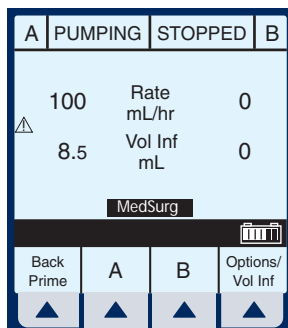 A PUMPING STOPPED B
100 Rate mL/hr 0
8.5 Vol Inf mL 0
MedSurg
Back Prime A B Options/ Vol Inf